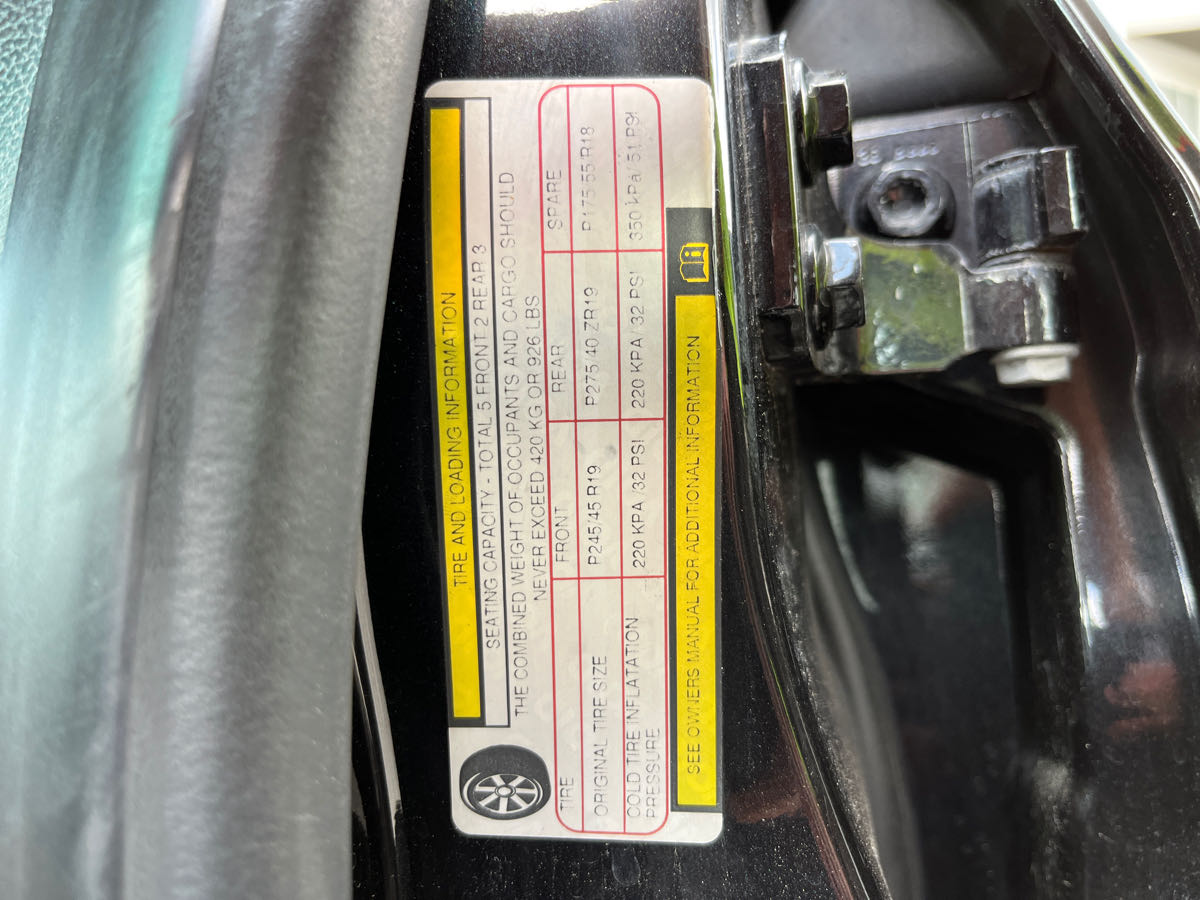 TIRE AND LOADING INFORMATION
SEATING CAPACITY - TOTAL 5 FRONT 2 REAR 3
THE COMBINED WEIGHT OF OCCUPANTS AND CARGO SHOULD
NEVER EXCEED 420 KG OR 926 LBS
TIRE FRONT REAR SPARE
ORIGINAL TIRE SIZE P245/45 R19 P275/40 ZR19 P175 55 R18
COLD TIRE INFLATATION
PRESSURE 220 KPA /32 PSI 220 KPA/ 32 PSI 350 kPa/ 51 PSI
SEE OWNERS MANUAL FOR ADDITIONAL INFORMATION